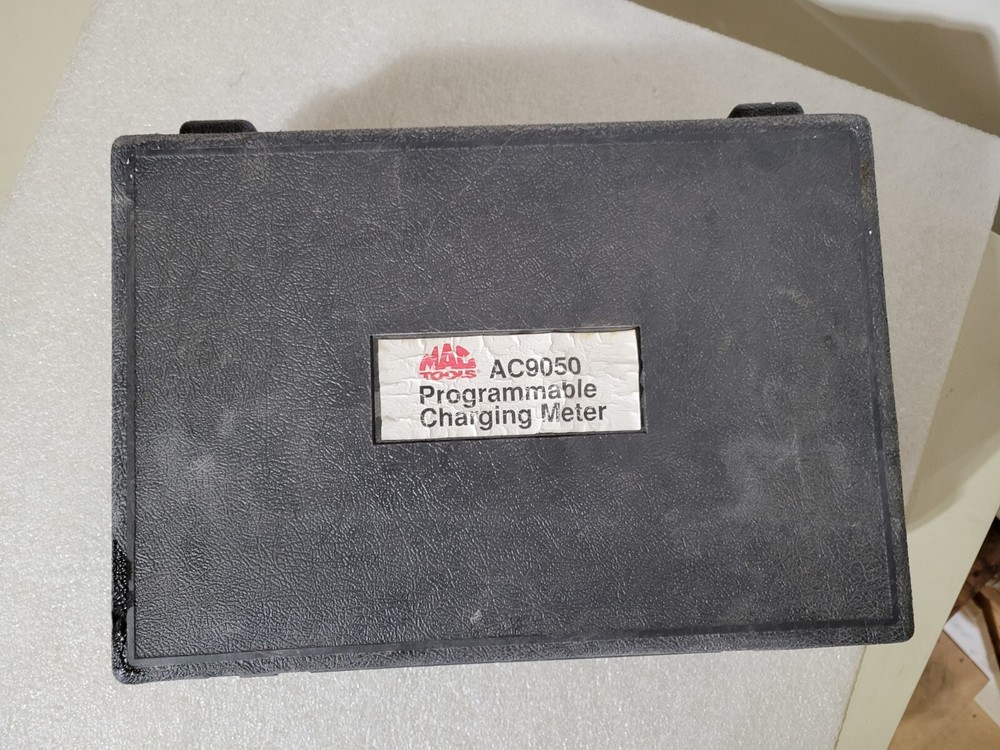 MAC TOOLS AC9050
Programmable
Charging Meter